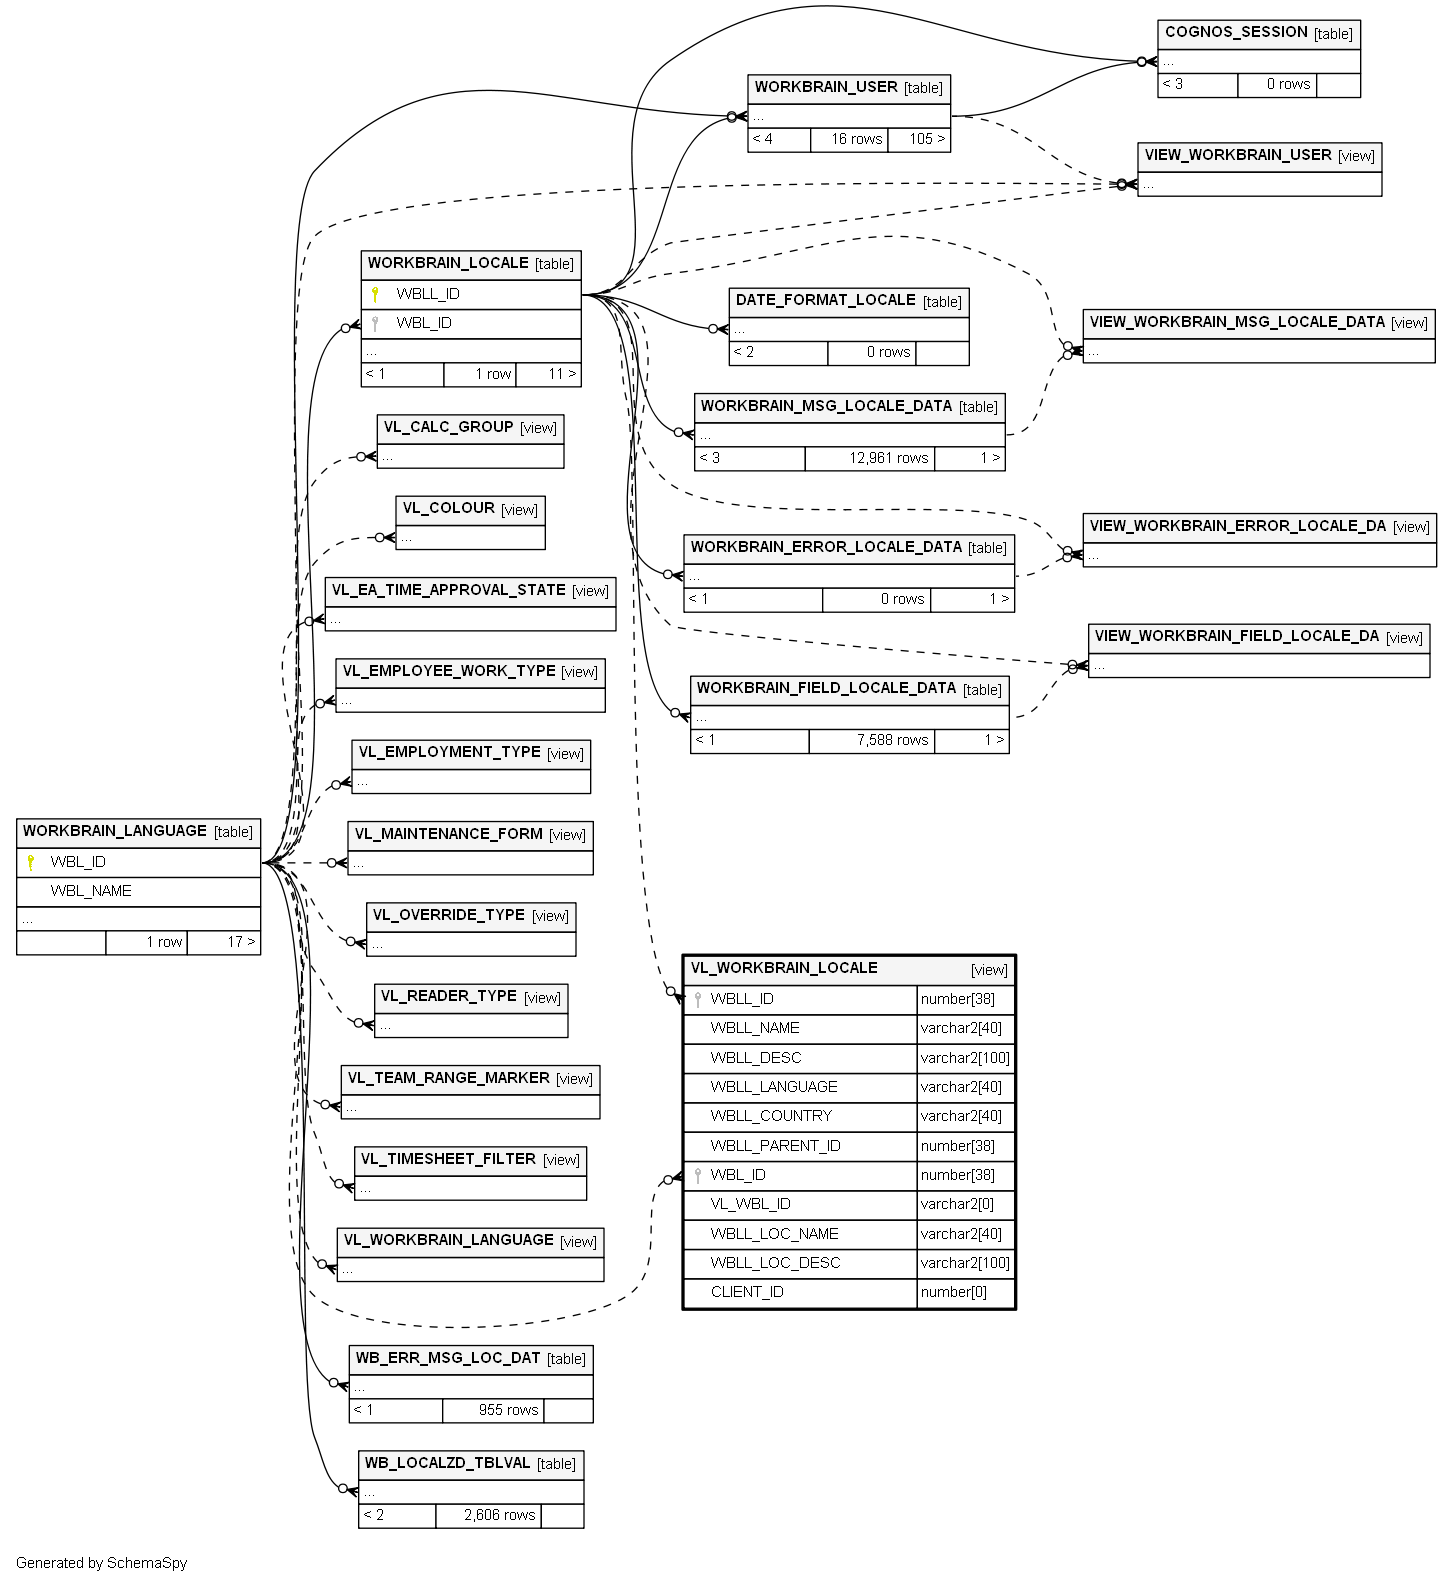 COGNOS_SESSION [table]
...
< 3 0 rows
WORKBRAIN_USER [table]
...
< 4 16 rows 105 >
VIEW_WORKBRAIN_USER [view]
...
WORKBRAIN_LOCALE [table]
WBLL_ID
WBL_ID
...
< 1 1 row 11 >
DATE_FORMAT_LOCALE [table]
...
< 2 0 rows
VIEW_WORKBRAIN_MSG_LOCALE_DATA [view]
...
WORKBRAIN_MSG_LOCALE_DATA [table]
...
< 3 12,961 rows 1 >
VL_CALC_GROUP [view]
...
VL_COLOUR [view]
...
VIEW_WORKBRAIN_ERROR_LOCALE_DA [view]
...
WORKBRAIN_ERROR_LOCALE_DATA [table]
...
< 1 0 rows 1 >
VL_EA_TIME_APPROVAL_STATE [view]
...
VIEW_WORKBRAIN_FIELD_LOCALE_DA [view]
...
VL_EMPLOYEE_WORK_TYPE [view]
...
WORKBRAIN_FIELD_LOCALE_DATA [table]
...
< 1 7,588 rows 1 >
VL_EMPLOYMENT_TYPE [view]
...
WORKBRAIN_LANGUAGE [table]
WBL_ID
WBL_NAME
...
1 row 17 >
VL_MAINTENANCE_FORM [view]
...
VL_OVERRIDE_TYPE [view]
...
VL_READER_TYPE [view]
...
VL_TEAM_RANGE_MARKER [view]
...
VL_TIMESHEET_FILTER [view]
...
VL_WORKBRAIN_LANGUAGE [view]
...
VL_WORKBRAIN_LOCALE [view]
WBLL_ID number[38]
WBLL_NAME varchar2[40]
WBLL_DESC varchar2[100]
WBLL_LANGUAGE varchar2[40]
WBLL_COUNTRY varchar2[40]
WBLL_PARENT_ID number[38]
WBL_ID number[38]
VL_WBL_ID varchar2[0]
WBLL_LOC_NAME varchar2[40]
WBLL_LOC_DESC varchar2[100]
CLIENT_ID number[0]
WB_ERR_MSG_LOC_DAT [table]
...
< 1 955 rows
WB_LOCALZD_TBLVAL [table]
...
< 2 2,606 rows
Generated by SchemaSpy